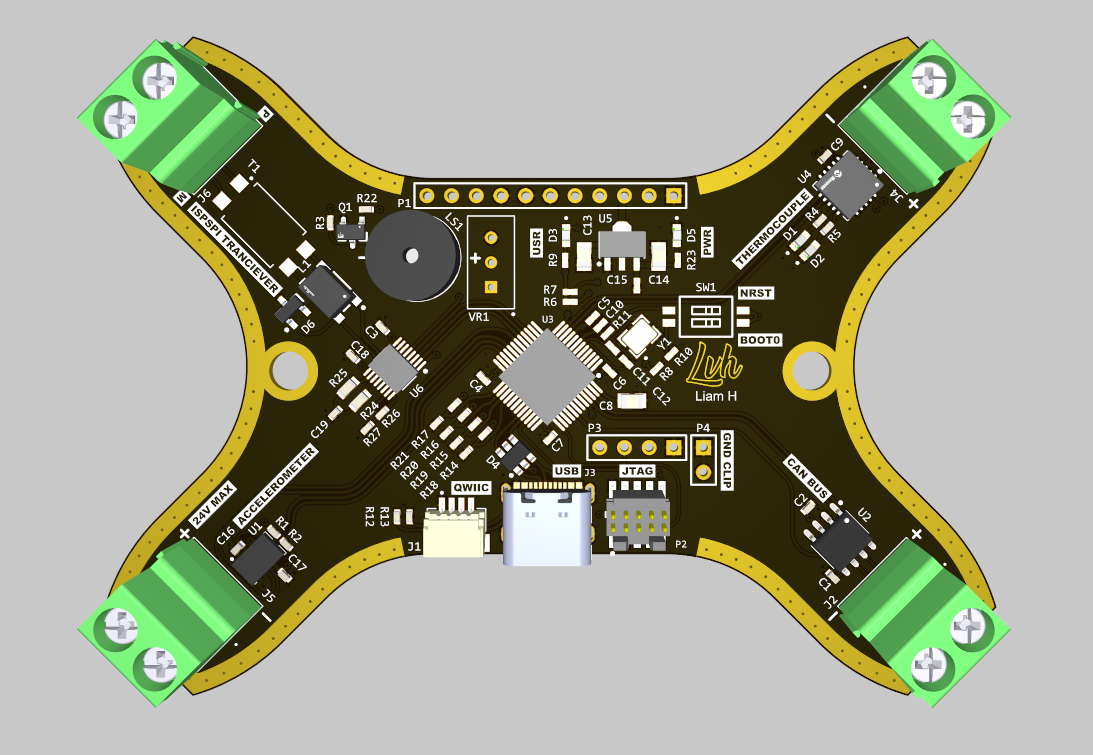 P
M
J6
T1
ISPSPI TRANCIEVER
R22
Q1
R3
P1
LS1
VR1
+
USR
D3
R9
C13
U5
C15
C14
D5
R23
PWR
R7
R6
L1
D6
C3
C18
U6
R25
R24
R26
R27
C19
U3
C5
C10
R11
Y1
R10
R8
C11
C12
C6
C8
C4
C7
SW1
NRST
BOOT0
Lvh
Liam H
THERMOCOUPLE
U4
C9
R4
R5
D1
D2
J4
+
-
P3
P4
GND CLIP
R21
R20
R19
R18
R17
R16
R15
R14
D4
QWIIC
USB
J3
JTAG
R12
R13
J1
P2
24V MAX
ACCELEROMETER
+
C16
U1
R1
R2
C17
J5
-
CAN BUS
C2
U2
C1
J2
+
-